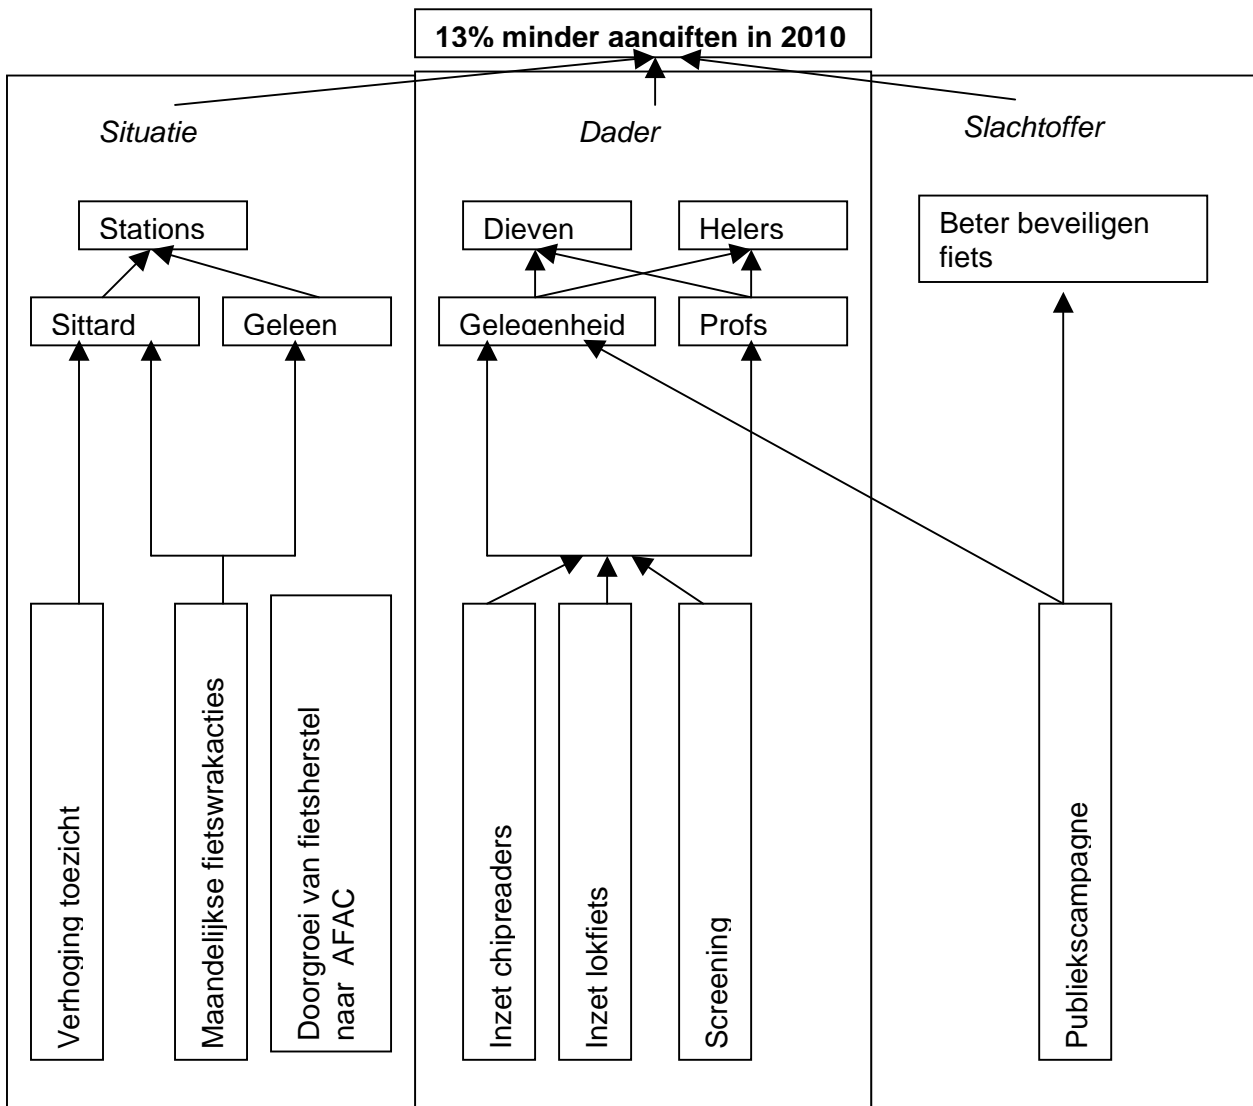 13% minder aangiften in 2010
Situatie
Dader
Slachtoffer
Stations
Dieven
Helers
Beter beveiligen
fiets
Sittard
Geleen
Gelegenheid
Profs
Verhoging toezicht
Maandelijkse fietswrakacties
Doorgroei van fietsherstel
naar AFAC
Inzet chipreaders
Inzet lokfiets
Screening
Publiekscampagne